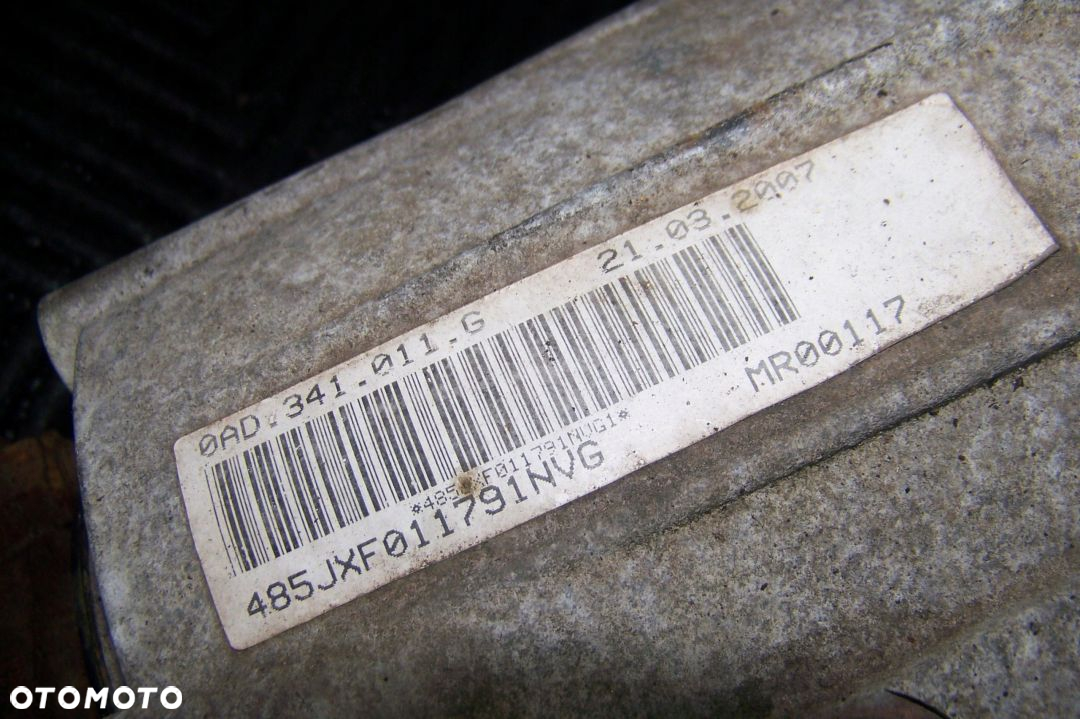 0AD.341.011.G 21.03.2007
*485JXF011791NVG1*
485JXF011791NVG MR00117
OTOMOTO